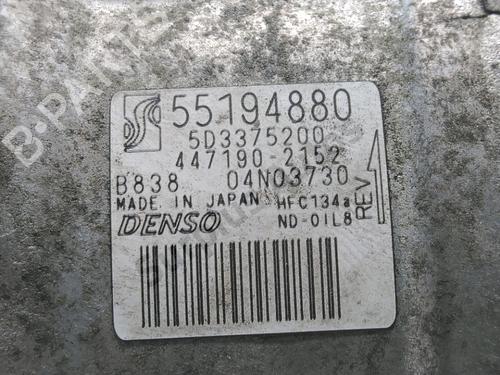 55194880
5D3375200
447190-2152
B838 04N03730
MADE IN JAPAN HFC134a
DENSO ND-OIL8
REV
B-PARTS